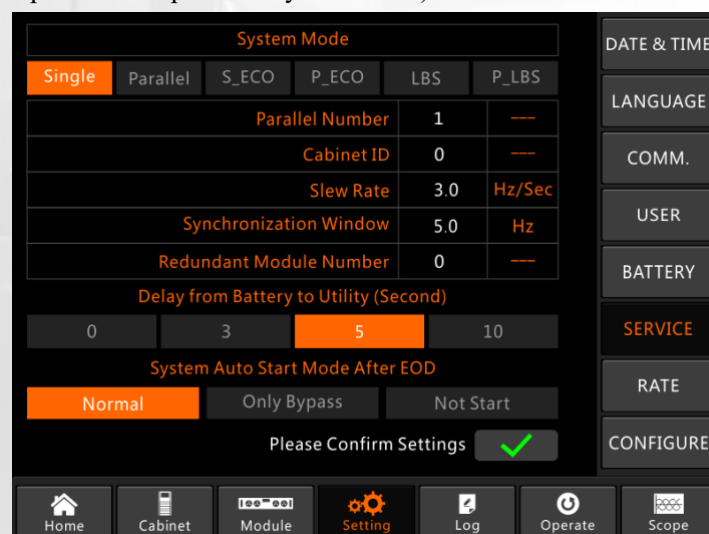 System Mode
Single Parallel S_ECO P_ECO LBS P_LBS
Parallel Number 1 ---
Cabinet ID 0 ---
Slew Rate 3.0 Hz/Sec
Synchronization Window 5.0 Hz
Redundant Module Number 0 ---
Delay from Battery to Utility (Second)
0 3 5 10
System Auto Start Mode After EOD
Normal Only Bypass Not Start
Please Confirm Settings
DATE & TIME
LANGUAGE
COMM.
USER
BATTERY
SERVICE
RATE
CONFIGURE
Home Cabinet Module Setting Log Operate Scope